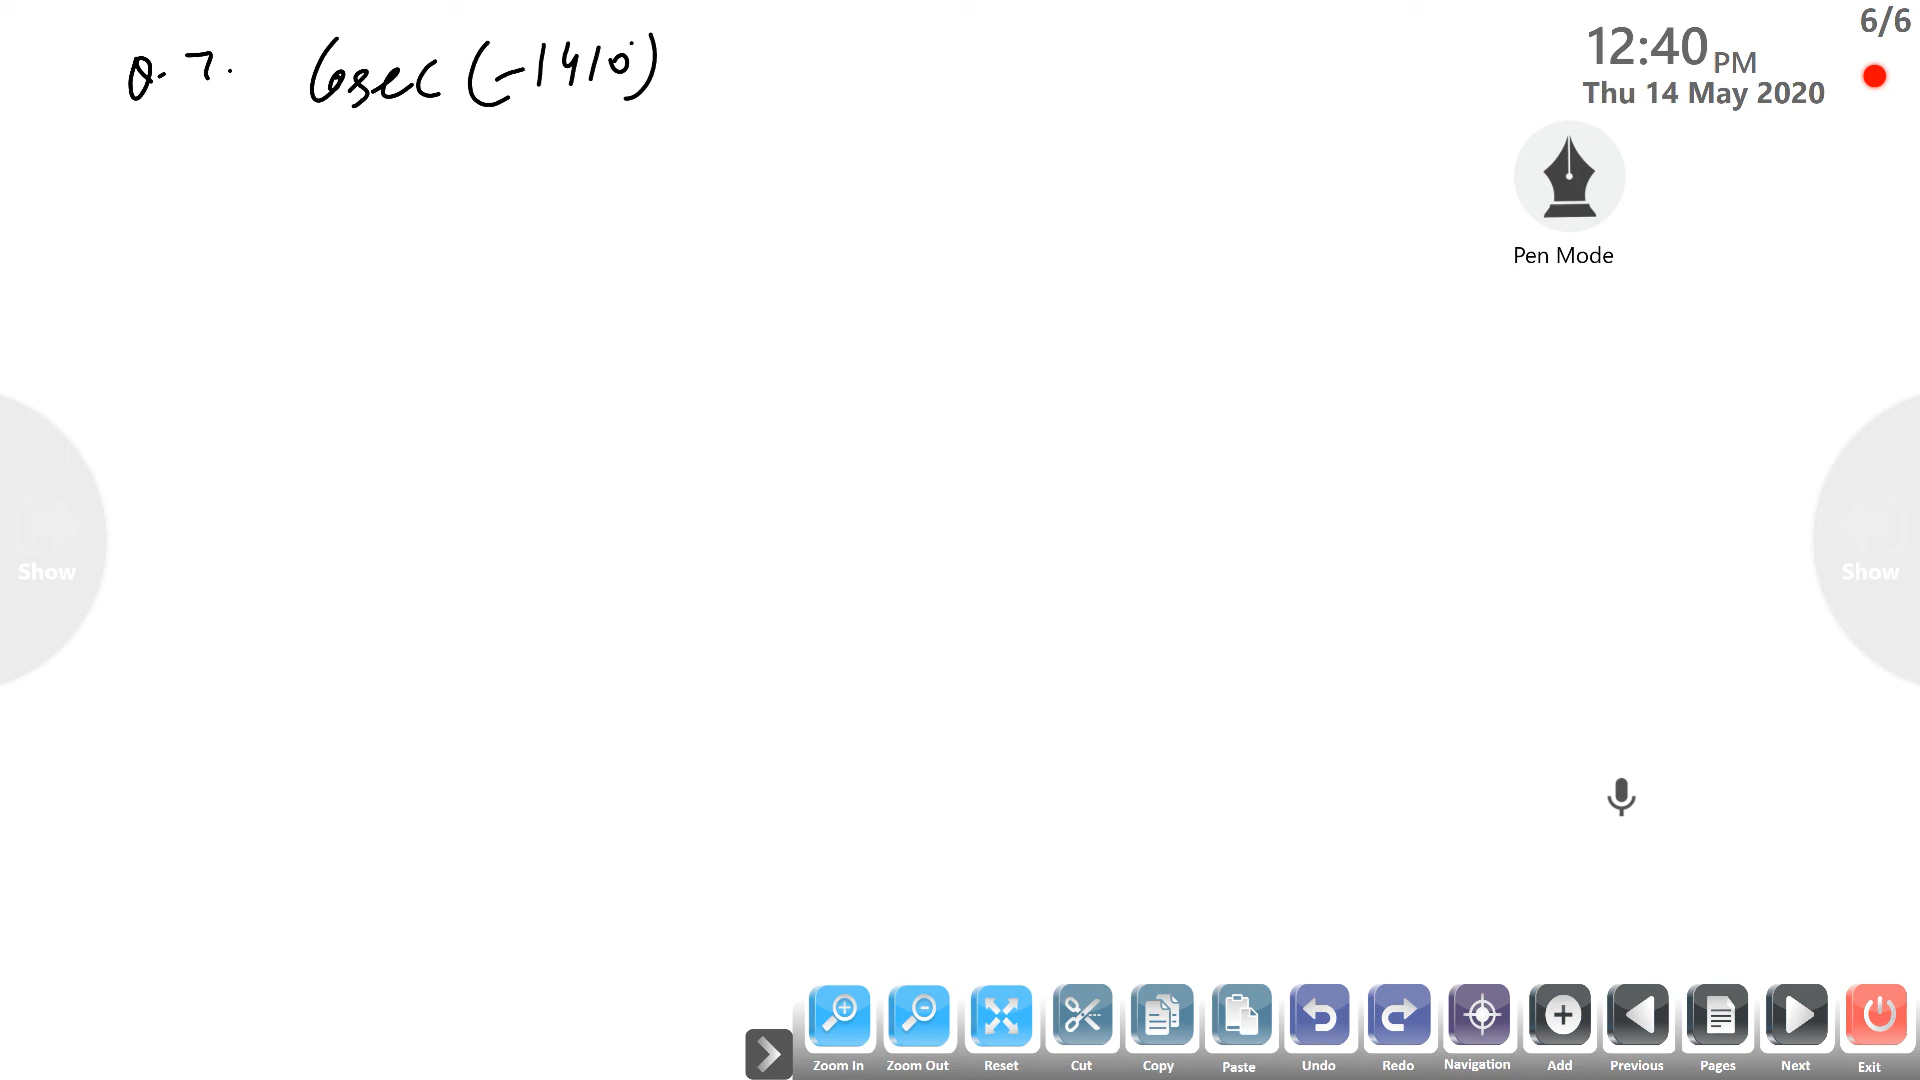 Q. 7. Cosec (-1410°)
6/6
12:40 PM
Thu 14 May 2020
Pen Mode
Show
Show
Zoom In Zoom Out Reset Cut Copy Paste Undo Redo Navigation Add Previous Pages Next Exit